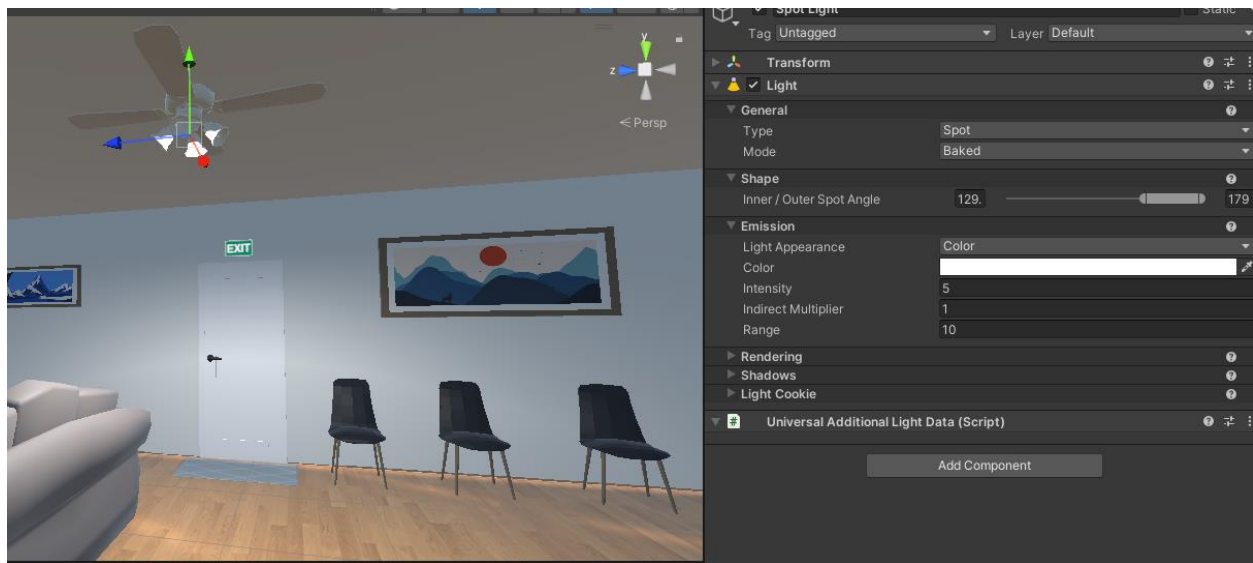 Spot Light
Static
Tag Untagged
Layer Default
Transform
Light
General
Type Spot
Mode Baked
Shape
Inner / Outer Spot Angle 129. 179
Emission
Light Appearance Color
Color
Intensity 5
Indirect Multiplier 1
Range 10
Rendering
Shadows
Light Cookie
# Universal Additional Light Data (Script)
Add Component
y
z
< Persp
EXIT